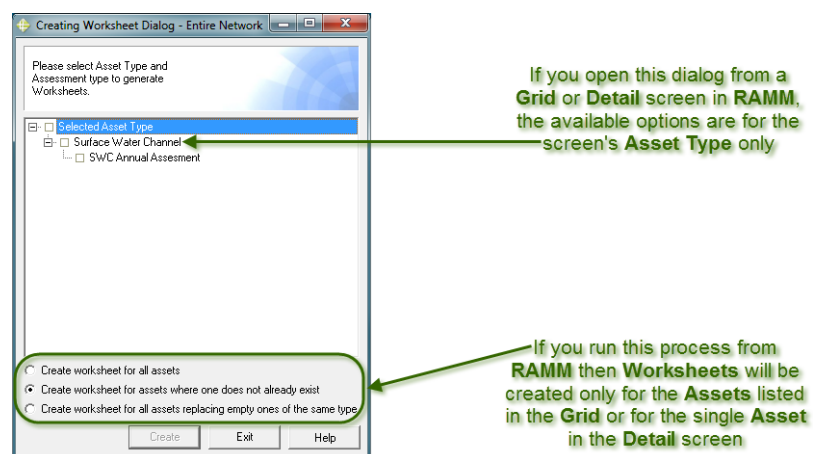 Creating Worksheet Dialog - Entire Network
Please select Asset Type and
Assessment type to generate
Worksheets.
Selected Asset Type
Surface Water Channel
SWC Annual Assesment
If you open this dialog from a
Grid or Detail screen in RAMM,
the available options are for the
screen's Asset Type only
Create worksheet for all assets
Create worksheet for assets where one does not already exist
Create worksheet for all assets replacing empty ones of the same type
Create
Exit
Help
If you run this process from
RAMM then Worksheets will be
created only for the Assets listed
in the Grid or for the single Asset
in the Detail screen